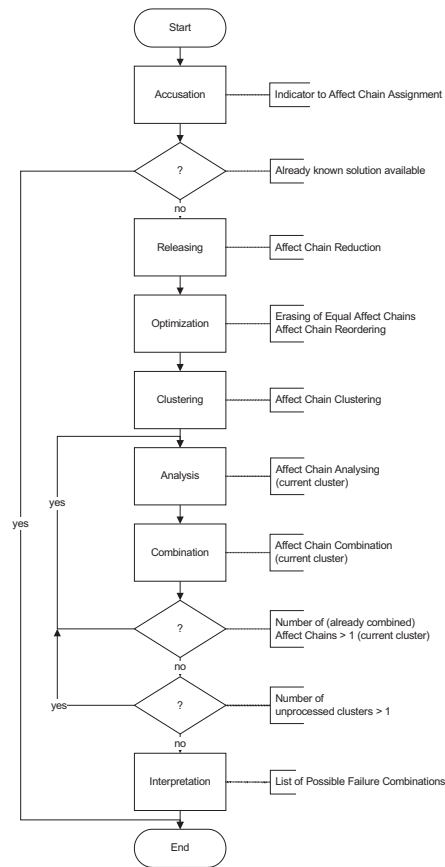 Start
Accusation
Indicator to Affect Chain Assignment
?
Already known solution available
no
Releasing
Affect Chain Reduction
Optimization
Erasing of Equal Affect Chains
Affect Chain Reordering
Clustering
Affect Chain Clustering
Analysis
Affect Chain Analysing
(current cluster)
yes
yes
Combination
Affect Chain Combination
(current cluster)
?
Number of (already combined)
Affect Chains > 1 (current cluster)
no
yes
?
Number of
unprocessed clusters > 1
no
Interpretation
List of Possible Failure Combinations
End